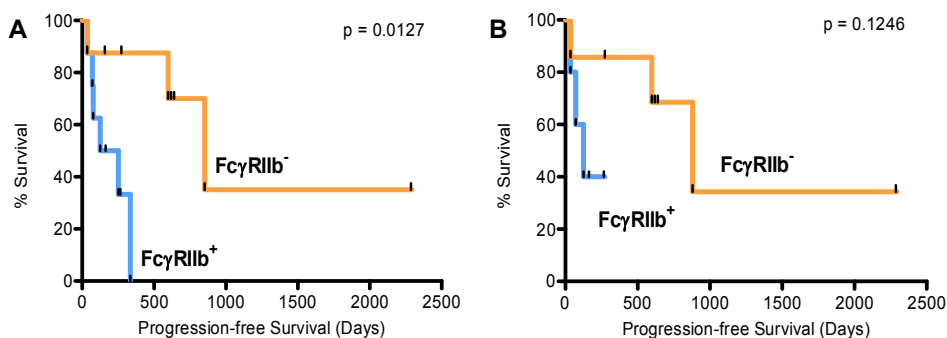 A
p = 0.0127
100
80
60
40
20
0
% Survival
FcγRIIb⁻
FcγRIIb⁺
0 500 1000 1500 2000 2500
Progression-free Survival (Days)
B
p = 0.1246
100
80
60
40
20
0
% Survival
FcγRIIb⁻
FcγRIIb⁺
0 500 1000 1500 2000 2500
Progression-free Survival (Days)